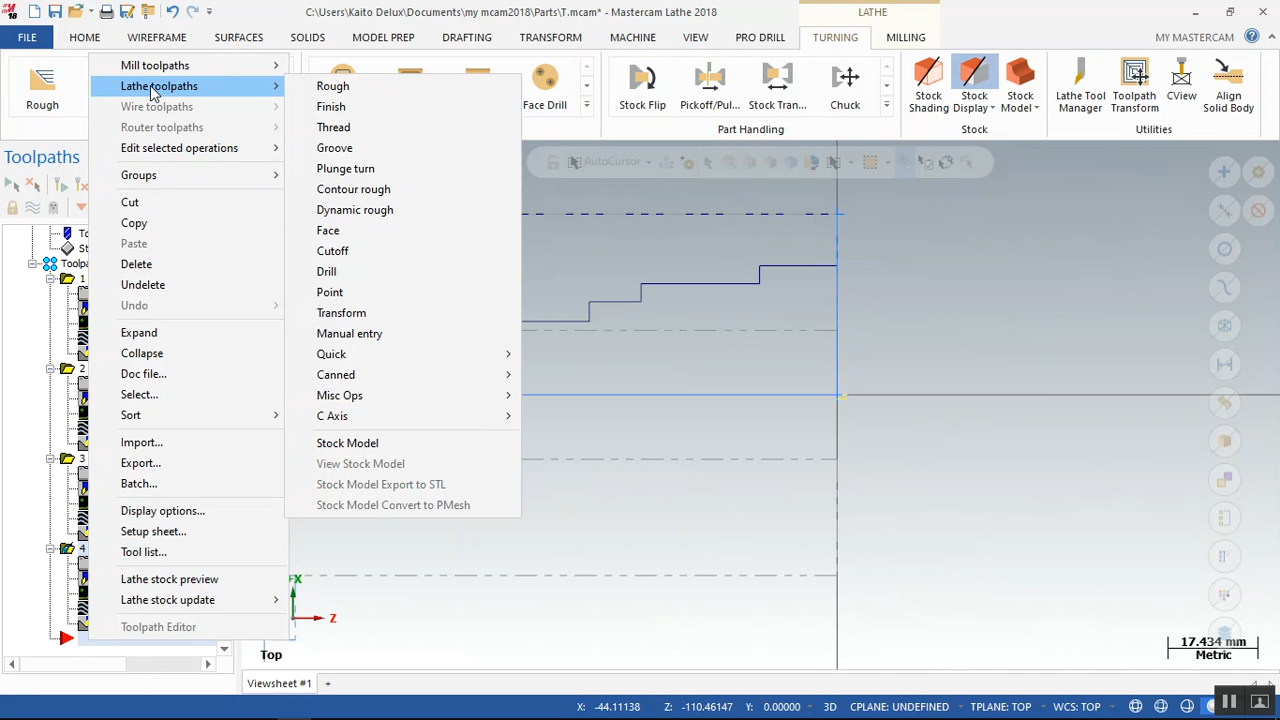 C:\Users\Kaito Delux\Documents\my mcam2018\Parts\T.mcam* - Mastercam Lathe 2018
LATHE
FILE HOME WIREFRAME SURFACES SOLIDS MODEL PREP DRAFTING TRANSFORM MACHINE VIEW PRO DRILL TURNING MILLING MY MASTERCAM
Rough
Face Drill
Stock Flip
Pickoff/Pul...
Stock Tran...
Chuck
Part Handling
Stock Shading
Stock Display
Stock Model
Stock
Lathe Tool Manager
Toolpath Transform
CView
Align Solid Body
Utilities
Toolpaths
To
St
Toolpa
1
2
3
4
Mill toolpaths
Lathe toolpaths
Wire toolpaths
Router toolpaths
Edit selected operations
Groups
Cut
Copy
Paste
Delete
Undelete
Undo
Expand
Collapse
Doc file...
Select...
Sort
Import...
Export...
Batch...
Display options...
Setup sheet...
Tool list...
Lathe stock preview
Lathe stock update
Toolpath Editor
Rough
Finish
Thread
Groove
Plunge turn
Contour rough
Dynamic rough
Face
Cutoff
Drill
Point
Transform
Manual entry
Quick
Canned
Misc Ops
C Axis
Stock Model
View Stock Model
Stock Model Export to STL
Stock Model Convert to PMesh
AutoCursor
X
Z
Top
17.434 mm
Metric
Viewsheet #1 +
X: -44.11138 Z: -110.46147 Y: 0.00000 3D CPLANE: UNDEFINED TPLANE: TOP WCS: TOP